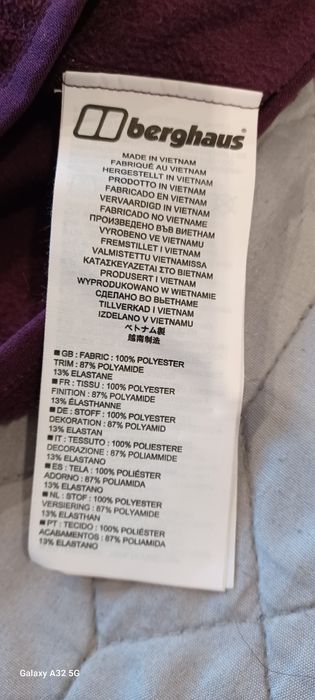 berghaus®
MADE IN VIETNAM
FABRIQUÉ AU VIETNAM
HERGESTELLT IN VIETNAM
PRODOTTO IN VIETNAM
FABRICADO EN VIETNAM
VERVAARDIGD IN VIETNAM
FABRICADO NO VIETNAME
ПРОИЗВЕДЕНО ВЪВ ВИЕТНАМ
VYROBENO VE VIETNAMU
FREMSTILLET I VIETNAM
VALMISTETTU VIETNAMISSA
ΚΑΤΑΣΚΕΥΑΖΕΤΑΙ ΣΤΟ ΒΙΕΤΝΑΜ
PRODUSERT I VIETNAM
WYPRODUKOWANO W WIETNAMIE
СДЕЛАНО ВО ВЬЕТНАМЕ
TILLVERKAD I VIETNAM
IZDELANO V VIETNAMU
ベトナム製
越南制造
■ GB : FABRIC : 100% POLYESTER
TRIM : 87% POLYAMIDE
13% ELASTANE
■ FR : TISSU : 100% POLYESTER
FINITION : 87% POLYAMIDE
13% ÉLASTHANNE
■ DE : STOFF : 100% POLYESTER
DEKORATION : 87% POLYAMID
13% ELASTAN
■ IT : TESSUTO : 100% POLIESTERE
DECORAZIONE : 87% POLIAMMIDE
13% ELASTANO
■ ES : TELA : 100% POLIÉSTER
ADORNO : 87% POLIAMIDA
13% ELASTANO
■ NL : STOF : 100% POLYESTER
VERSIERING : 87% POLYAMIDE
13% ELASTHAN
■ PT : TECIDO : 100% POLIÉSTER
ACABAMENTOS : 87% POLIAMIDA
13% ELASTANO
Galaxy A32 5G